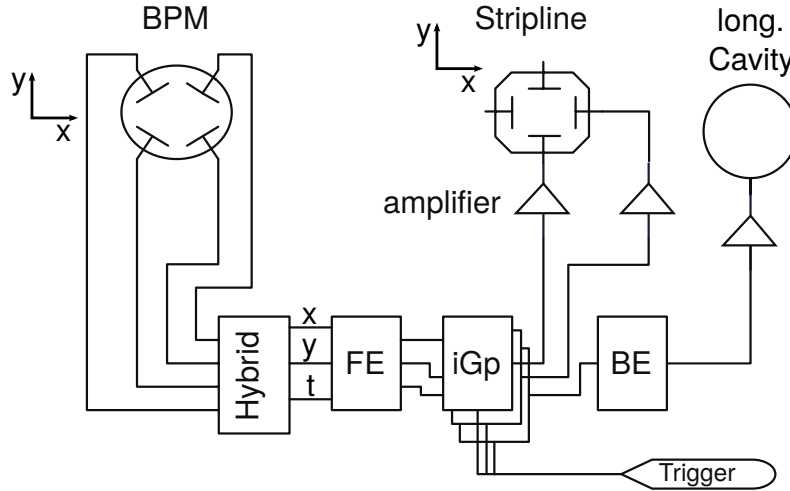 BPM
Stripline
long.
Cavity
y
x
y
x
amplifier
Hybrid
x
y
t
FE
iGp
BE
Trigger